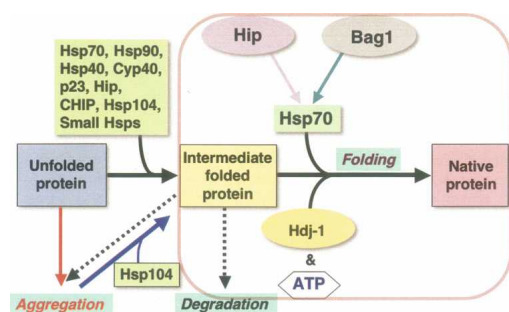 Hsp70, Hsp90,
Hsp40, Cyp40,
p23, Hip,
CHIP, Hsp104,
Small Hsps
Hip
Bag1
Hsp70
Unfolded
protein
Intermediate
folded
protein
Folding
Native
protein
Hdj-1
&
ATP
Hsp104
Aggregation
Degradation